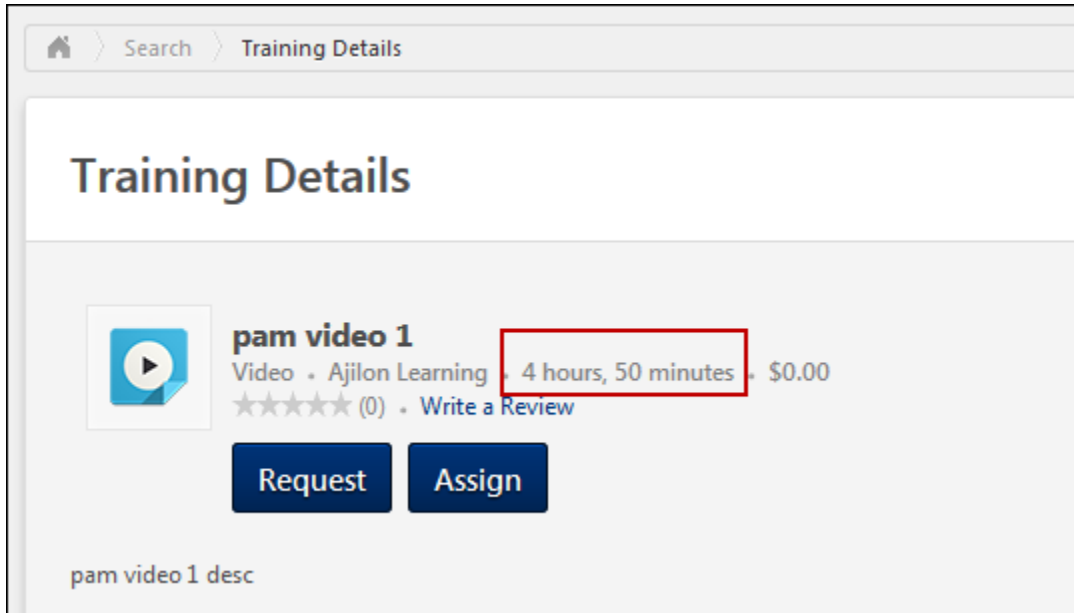 Search Training Details
Training Details
pam video 1
Video • Ajilon Learning • 4 hours, 50 minutes • $0.00
(0) • Write a Review
Request Assign
pam video 1 desc